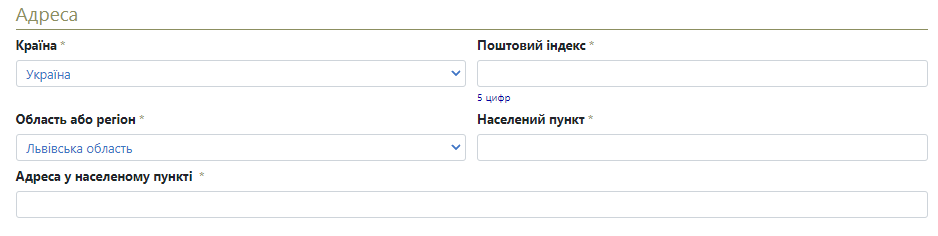 Адреса
Країна *
Поштовий індекс *
Україна
5 цифр
Область або регіон *
Населений пункт *
Львівська область
Адреса у населеному пункті *